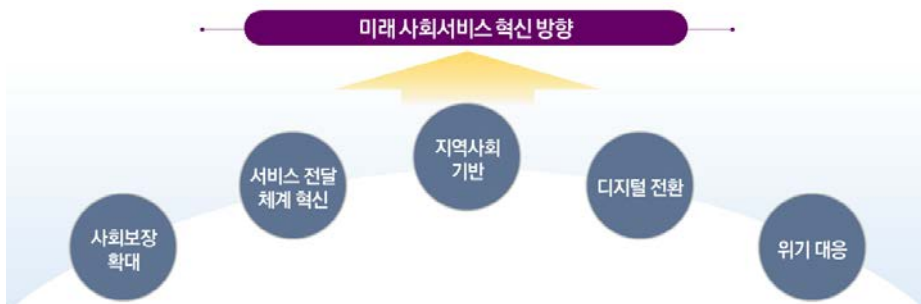 미래 사회서비스 혁신 방향
사회보장
확대
서비스 전달
체계 혁신
지역사회
기반
디지털 전환
위기 대응